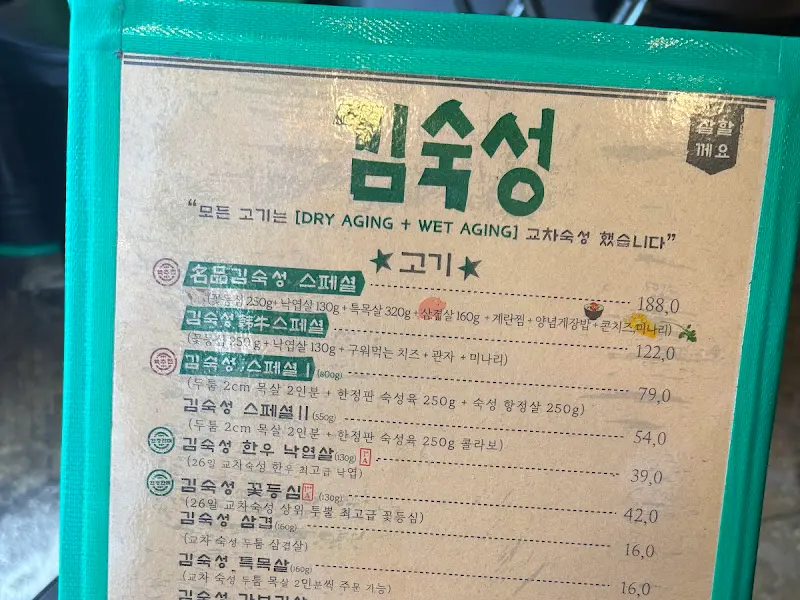 김숙성
잘할
께요
“모든 고기는 [DRY AGING + WET AGING] 교차숙성 했습니다”
★고기★
名品김숙성 스페셜 188,0
(꽃등심 250g+ 낙엽살 130g + 특목살 320g + 삼겹살 160g + 계란찜 + 양념게장밥 + 콘치즈 미나리)
김숙성 韓牛스페셜 122,0
(꽃등심 250g + 낙엽살 130g + 구워먹는 치즈 + 관자 + 미나리)
김숙성 스페셜 I (800g) 79,0
(두툼 2cm 목살 2인분 + 한정판 숙성육 250g + 숙성 항정살 250g)
김숙성 스페셜 II (550g) 54,0
(두툼 2cm 목살 2인분 + 한정판 숙성육 250g 콜라보)
김숙성 한우 낙엽살 (130g) 39,0
(26일 교차숙성 한우 최고급 낙엽)
김숙성 꽃등심 (130g) 42,0
(26일 교차숙성 상위 투뿔 최고급 꽃등심)
김숙성 삼겹 (160g) 16,0
(교차 숙성 두툼 삼겹살)
김숙성 특목살 (160g) 16,0
(교차 숙성 두툼 목살 2인분씩 주문 가능)
김숙성